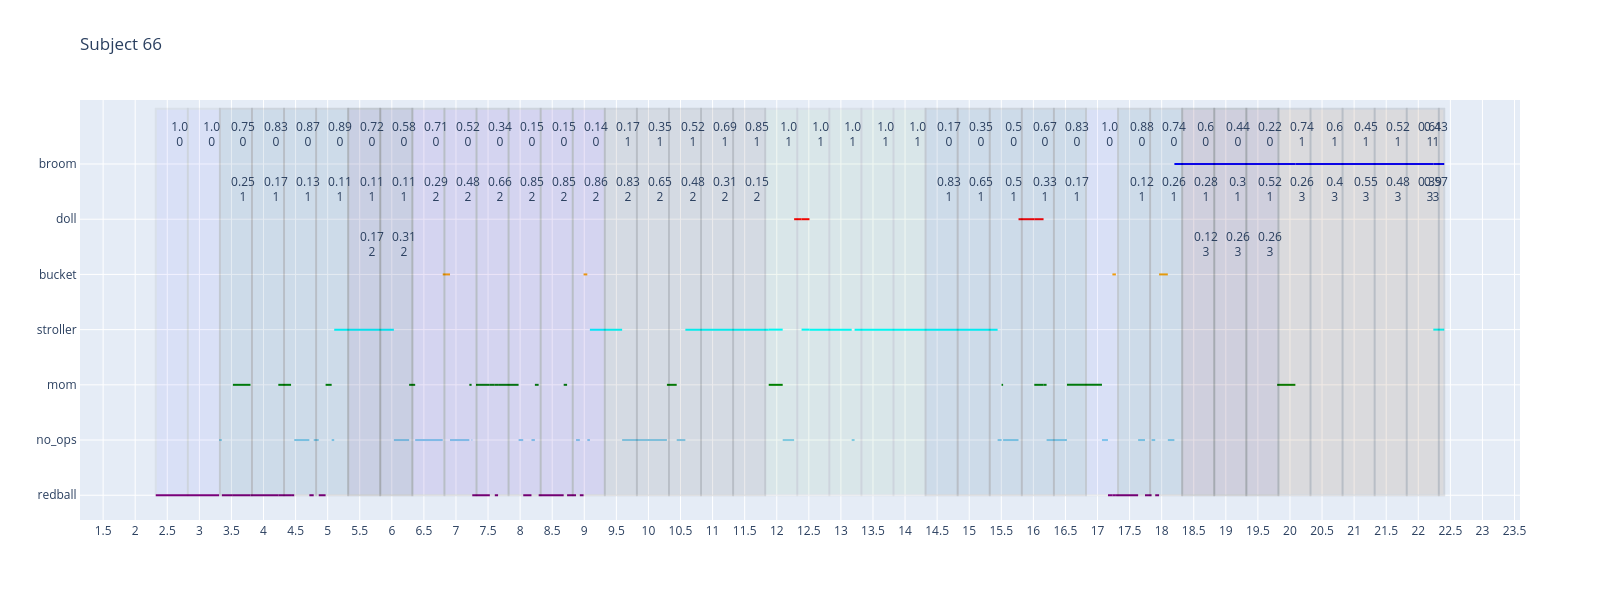 Subject 66
1.0 1.0 0.75 0.83 0.87 0.89 0.72 0.58 0.71 0.52 0.34 0.15 0.15 0.14 0.17 0.35 0.52 0.69 0.85 1.0 1.0 1.0 1.0 1.0 0.17 0.35 0.5 0.67 0.83 1.0 0.88 0.74 0.6 0.44 0.22 0.74 0.6 0.45 0.52
0 0 0 0 0 0 0 0 0 0 0 0 0 0 1 1 1 1 1 1 1 1 1 1 0 0 0 0 0 0 0 0 0 0 0 1 1 1 1 11
broom
0.25 0.17 0.13 0.11 0.11 0.11 0.29 0.48 0.66 0.85 0.85 0.86 0.83 0.65 0.48 0.31 0.15 0.83 0.65 0.5 0.33 0.17 0.12 0.26 0.28 0.3 0.52 0.26 0.4 0.55 0.48
1 1 1 1 1 1 2 2 2 2 2 2 2 2 2 2 2 1 1 1 1 1 1 1 1 1 1 3 3 3 3 33
doll
0.17 0.31 0.12 0.26 0.26
2 2 3 3 3
bucket
stroller
mom
no_ops
redball
1.5 2 2.5 3 3.5 4 4.5 5 5.5 6 6.5 7 7.5 8 8.5 9 9.5 10 10.5 11 11.5 12 12.5 13 13.5 14 14.5 15 15.5 16 16.5 17 17.5 18 18.5 19 19.5 20 20.5 21 21.5 22 22.5 23 23.5